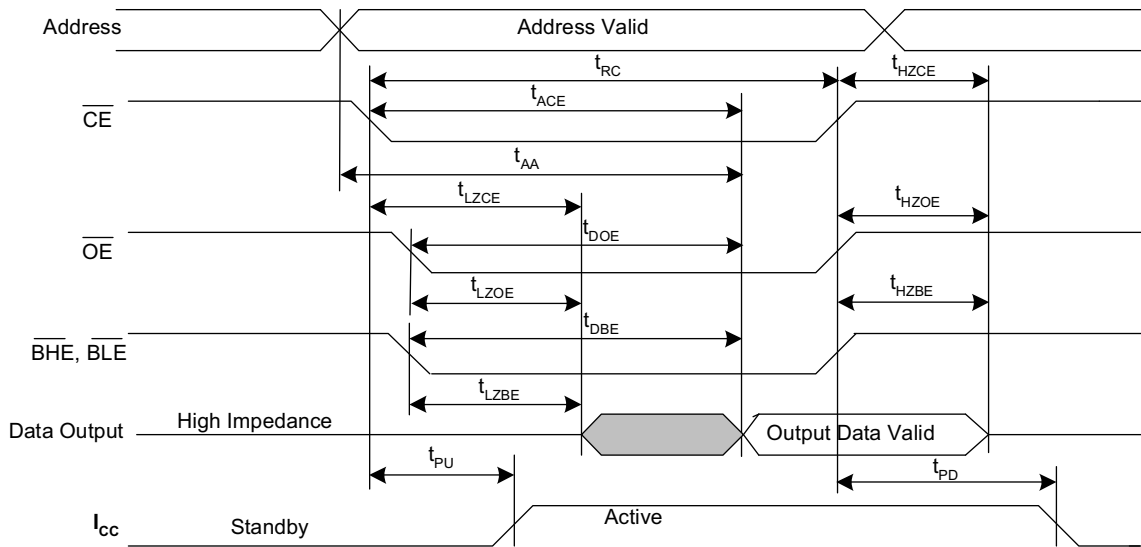 Address
Address Valid
tRC
tHZCE
tACE
CE
tAA
tLZCE
tHZOE
OE
tDOE
tLZOE
tHZBE
tDBE
BHE, BLE
tLZBE
Data Output
High Impedance
Output Data Valid
tPU
tPD
ICC
Standby
Active